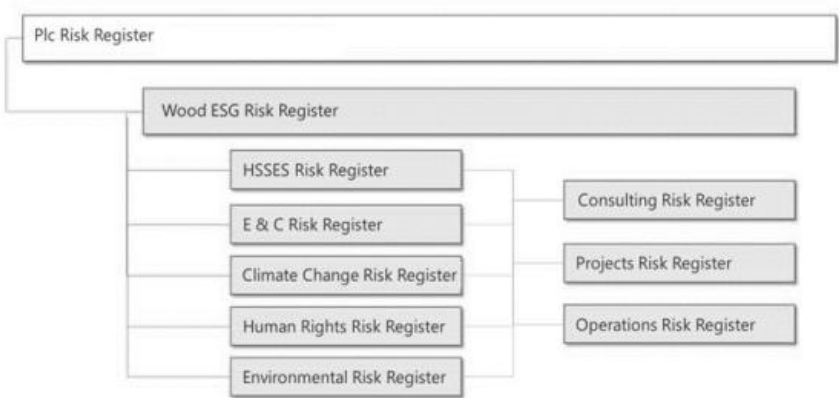 Plc Risk Register
Wood ESG Risk Register
HSSES Risk Register
E & C Risk Register
Climate Change Risk Register
Human Rights Risk Register
Environmental Risk Register
Consulting Risk Register
Projects Risk Register
Operations Risk Register